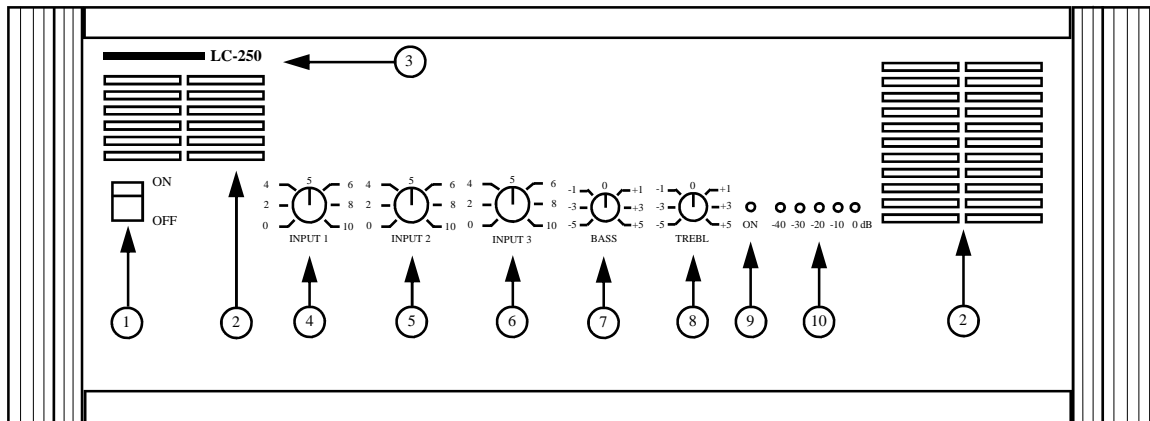 LC-250
3
ON
OFF
4 5 6
2 8
0 10
INPUT 1
4 5 6
2 8
0 10
INPUT 2
4 5 6
2 8
0 10
INPUT 3
-1 0 +1
-3 +3
-5 +5
BASS
-1 0 +1
-3 +3
-5 +5
TREBL
ON
-40 -30 -20 -10 0 dB
1 2 4 5 6 7 8 9 10 2